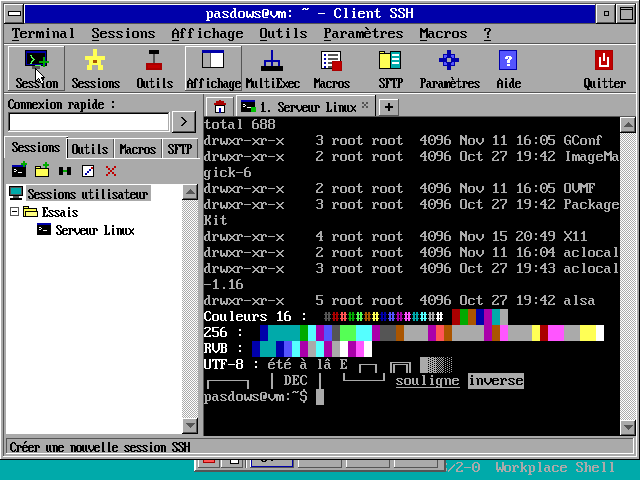 pasdows@vm: ~ - Client SSH
Terminal Sessions Affichage Outils Paramètres Macros ?
Session Sessions Outils Affichage MultiExec Macros SFTP Paramètres Aide Quitter
Connexion rapide :
>
1. Serveur Linux × +
Sessions Outils Macros SFTP
Sessions utilisateur
Essais
Serveur Linux
total 688
drwxr-xr-x 3 root root 4096 Nov 11 16:05 GConf
drwxr-xr-x 2 root root 4096 Oct 27 19:42 ImageMa
gick-6
drwxr-xr-x 2 root root 4096 Nov 11 16:05 OVMF
drwxr-xr-x 2 root root 4096 Oct 27 19:42 Package
Kit
drwxr-xr-x 4 root root 4096 Nov 15 20:49 X11
drwxr-xr-x 2 root root 4096 Nov 11 16:04 aclocal
drwxr-xr-x 3 root root 4096 Oct 27 19:43 aclocal
-1.16
drwxr-xr-x 5 root root 4096 Oct 27 19:42 alsa
Couleurs 16 : ###############
256 :
RVB :
UTF-8 : été à lâ E ┌─┐ ╔═╗ ▓▒░
┌────┐ │ DEC │ └────┘ souligne inverse
pasdows@vm:~$
Créer une nouvelle session SSH
/2-0 Workplace Shell